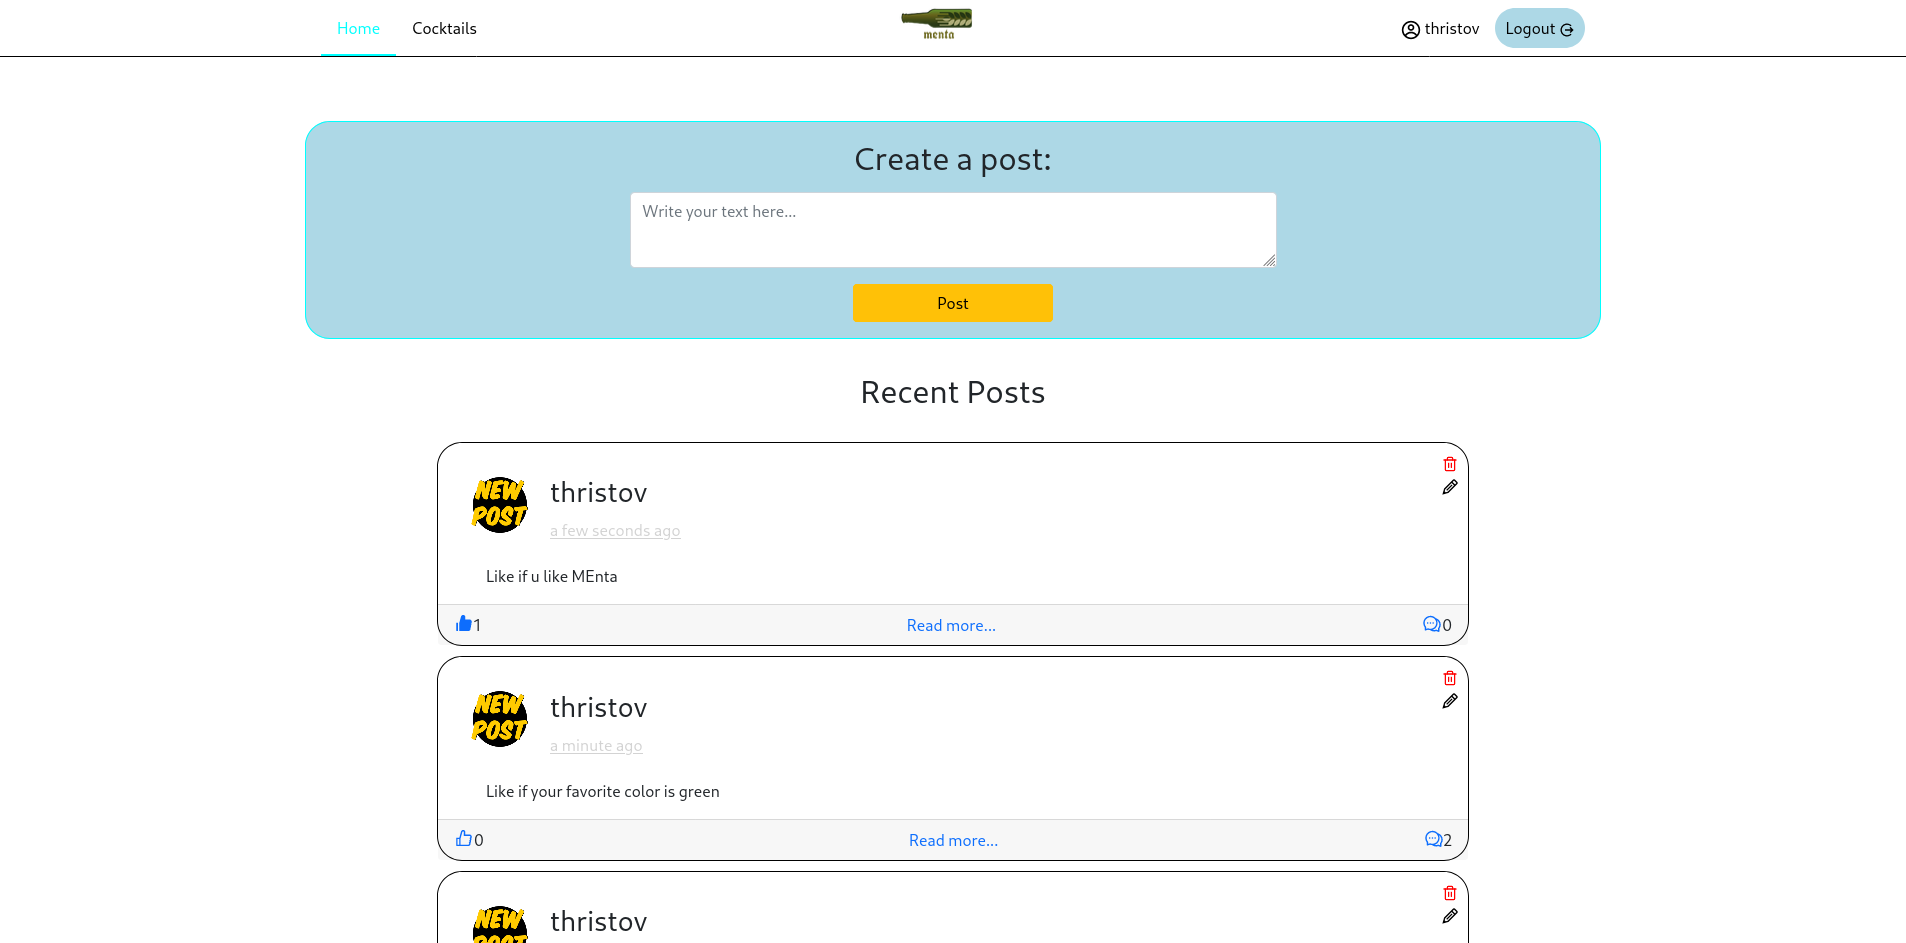 Home
Cocktails
menta
thristov
Logout
Create a post:
Write your text here...
Post
Recent Posts
NEW
POST
thristov
a few seconds ago
Like if u like MEnta
1
Read more...
0
NEW
POST
thristov
a minute ago
Like if your favorite color is green
0
Read more...
2
NEW
POST
thristov